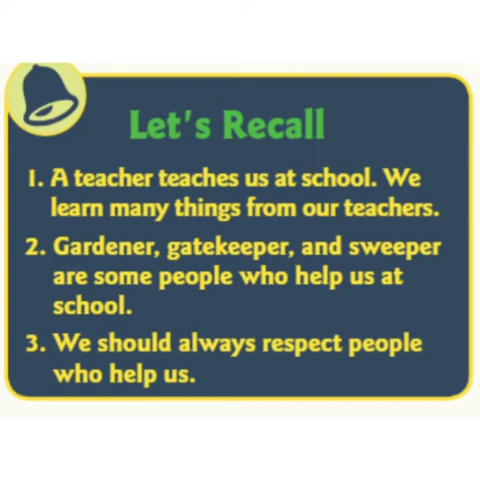 Let's Recall
1. A teacher teaches us at school. We
learn many things from our teachers.
2. Gardener, gatekeeper, and sweeper
are some people who help us at
school.
3. We should always respect people
who help us.